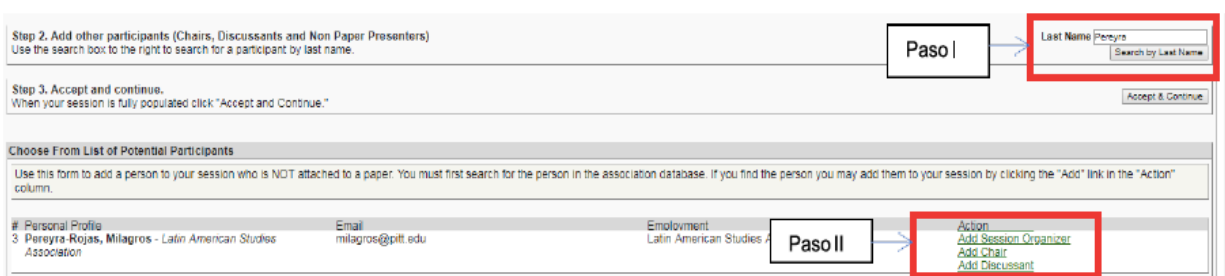 Step 2. Add other participants (Chairs, Discussants and Non Paper Presenters)
Use the search box to the right to search for a participant by last name.
Last Name Pereyra
Search by Last Name
Paso I
Step 3. Accept and continue.
When your session is fully populated click "Accept and Continue."
Accept & Continue
Choose From List of Potential Participants
Use this form to add a person to your session who is NOT attached to a paper. You must first search for the person in the association database. If you find the person you may add them to your session by clicking the "Add" link in the "Action"
column.
# Personal Profile Email Employment Action
3 Pereyra-Rojas, Milagros - Latin American Studies milagros@pitt.edu Latin American Studies A Add Session Organizer
Association
Paso II
Add Chair
Add Discussant